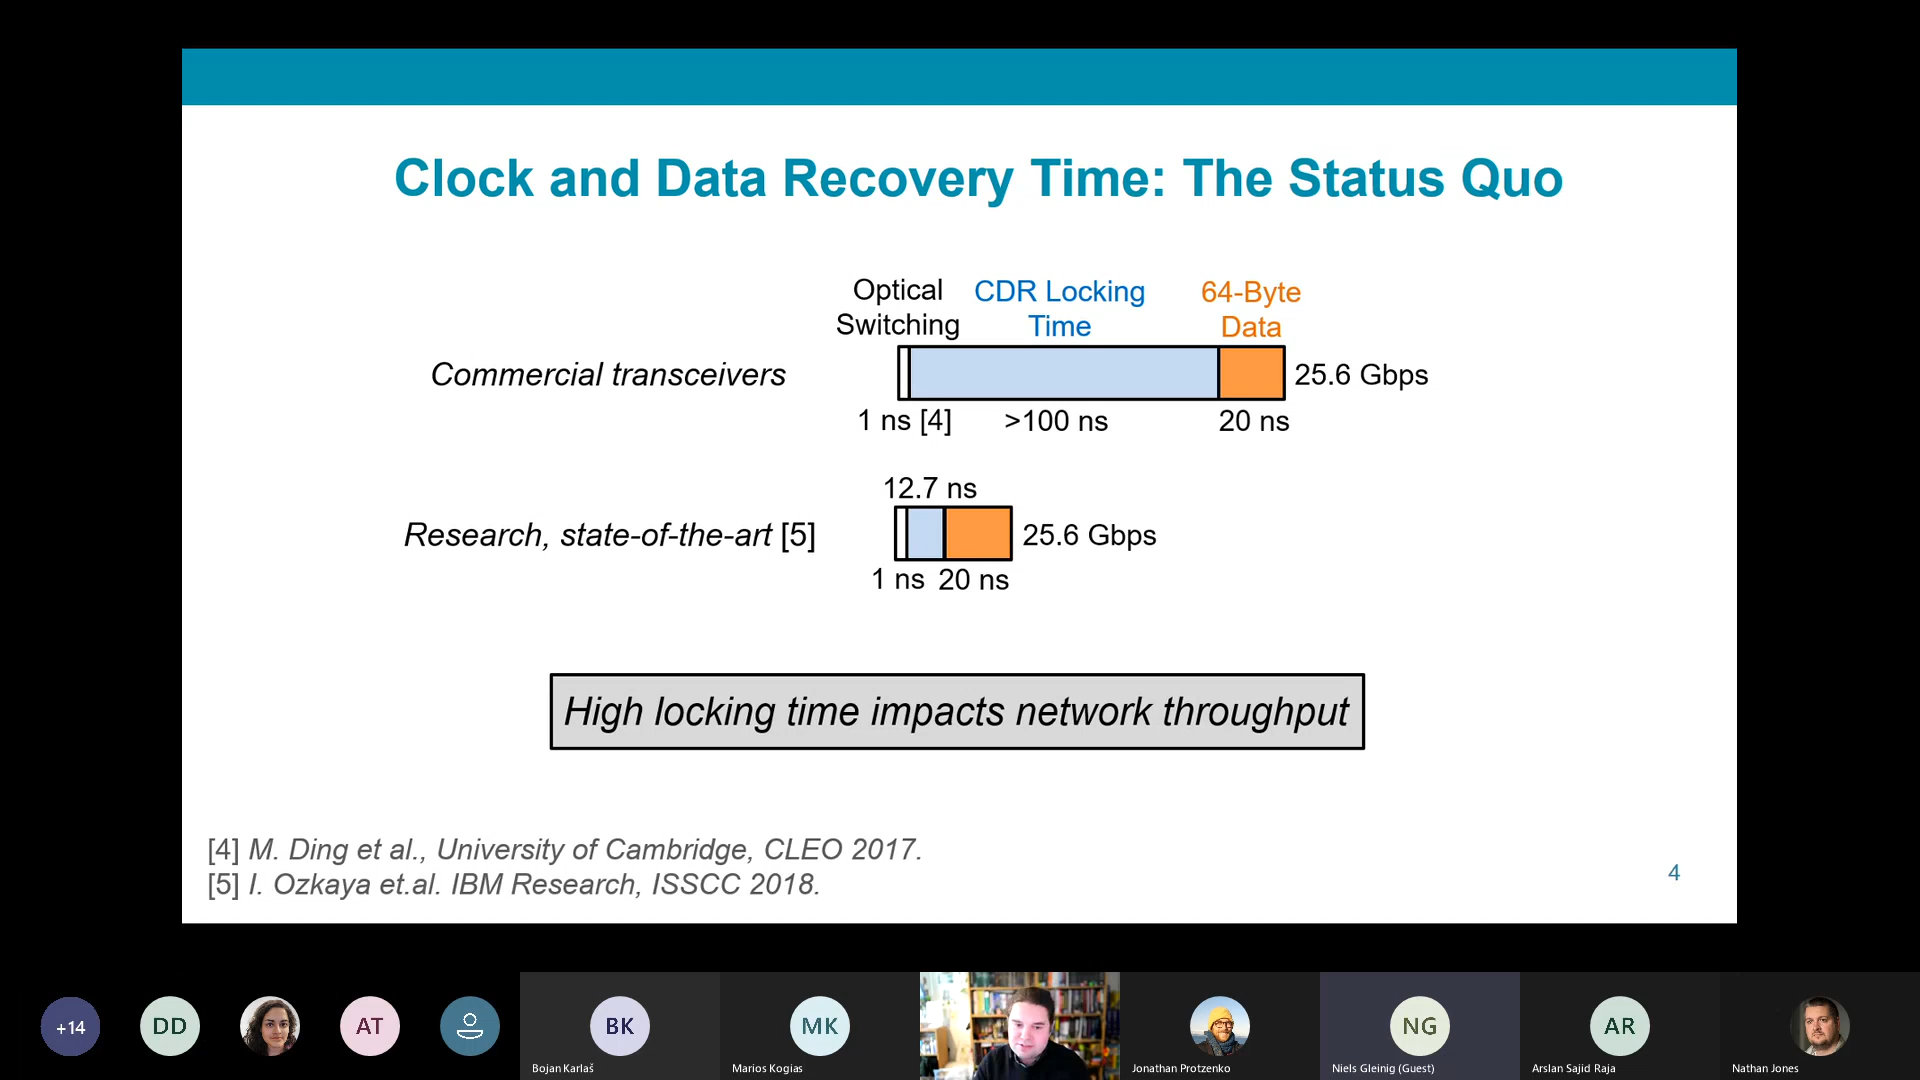 Clock and Data Recovery Time: The Status Quo
Optical Switching
CDR Locking Time
64-Byte Data
Commercial transceivers
25.6 Gbps
1 ns [4]
>100 ns
20 ns
12.7 ns
Research, state-of-the-art [5]
25.6 Gbps
1 ns
20 ns
High locking time impacts network throughput
[4] M. Ding et al., University of Cambridge, CLEO 2017.
[5] I. Ozkaya et.al. IBM Research, ISSCC 2018.
4
+14
DD
AT
BK
MK
NG
AR
Bojan Karlaš
Marios Kogias
Jonathan Protzenko
Niels Gleinig (Guest)
Arslan Sajid Raja
Nathan Jones